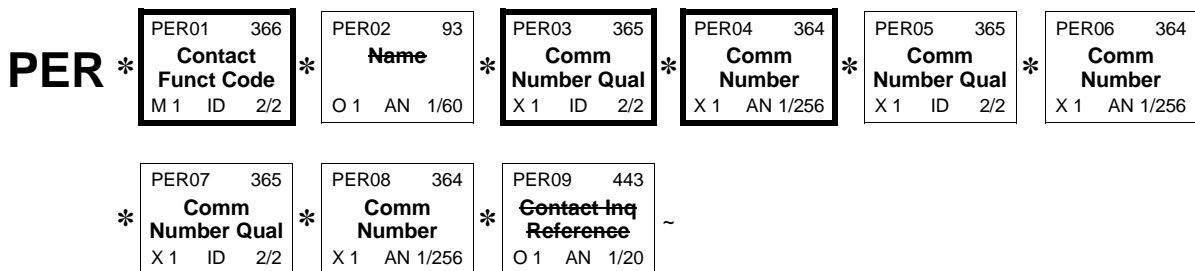 PER01 366 PER02 93 PER03 365 PER04 364 PER05 365 PER06 364
PER * Contact Funct Code * Name * Comm Number Qual * Comm Number * Comm Number Qual * Comm Number
M 1 ID 2/2 O 1 AN 1/60 X 1 ID 2/2 X 1 AN 1/256 X 1 ID 2/2 X 1 AN 1/256
PER07 365 PER08 364 PER09 443
* Comm Number Qual * Comm Number * Contact Inq Reference ~
X 1 ID 2/2 X 1 AN 1/256 O 1 AN 1/20